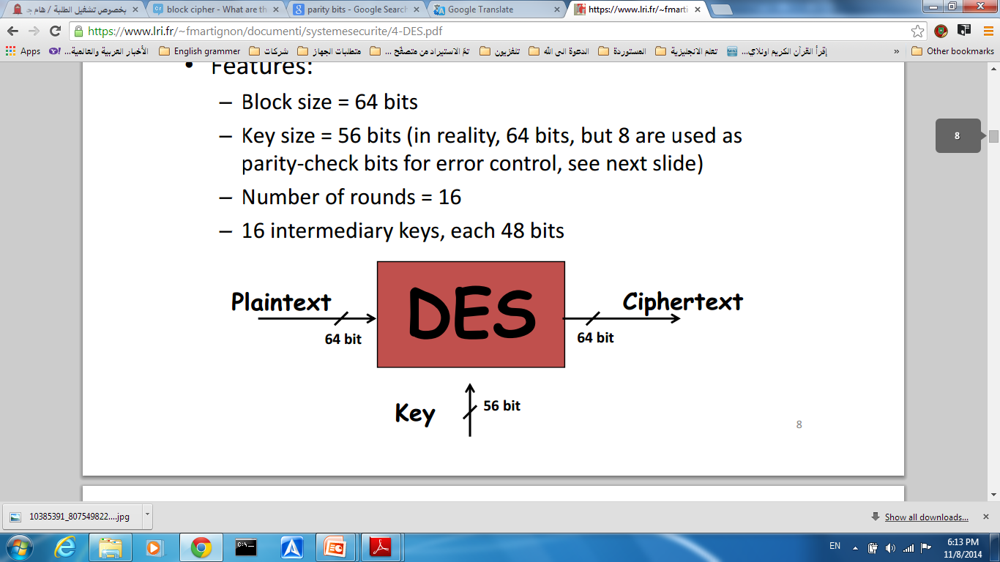 بخصوص تشغيل الطلبة / هام ج
block cipher - What are th
parity bits - Google Search
Google Translate
https://www.lri.fr/~fmarti
https://www.lri.fr/~fmartignon/documenti/systemesecurite/4-DES.pdf
Apps
الأخبار العربية والعالمية...
English grammer
شركات
متطلبات الجهاز
تمّ الاستيراد من متصفّح ...
تلفزيون
الدعوة الى الله
المستوردة
تعلم الانجليزية
إقرأ القرآن الكريم اونلاي...
»
Other bookmarks
• Features:
– Block size = 64 bits
– Key size = 56 bits (in reality, 64 bits, but 8 are used as
parity-check bits for error control, see next slide)
8
– Number of rounds = 16
– 16 intermediary keys, each 48 bits
Plaintext
DES
Ciphertext
64 bit
64 bit
Key
56 bit
8
10385391_807549822....jpg
Show all downloads...
EN
6:13 PM
11/8/2014